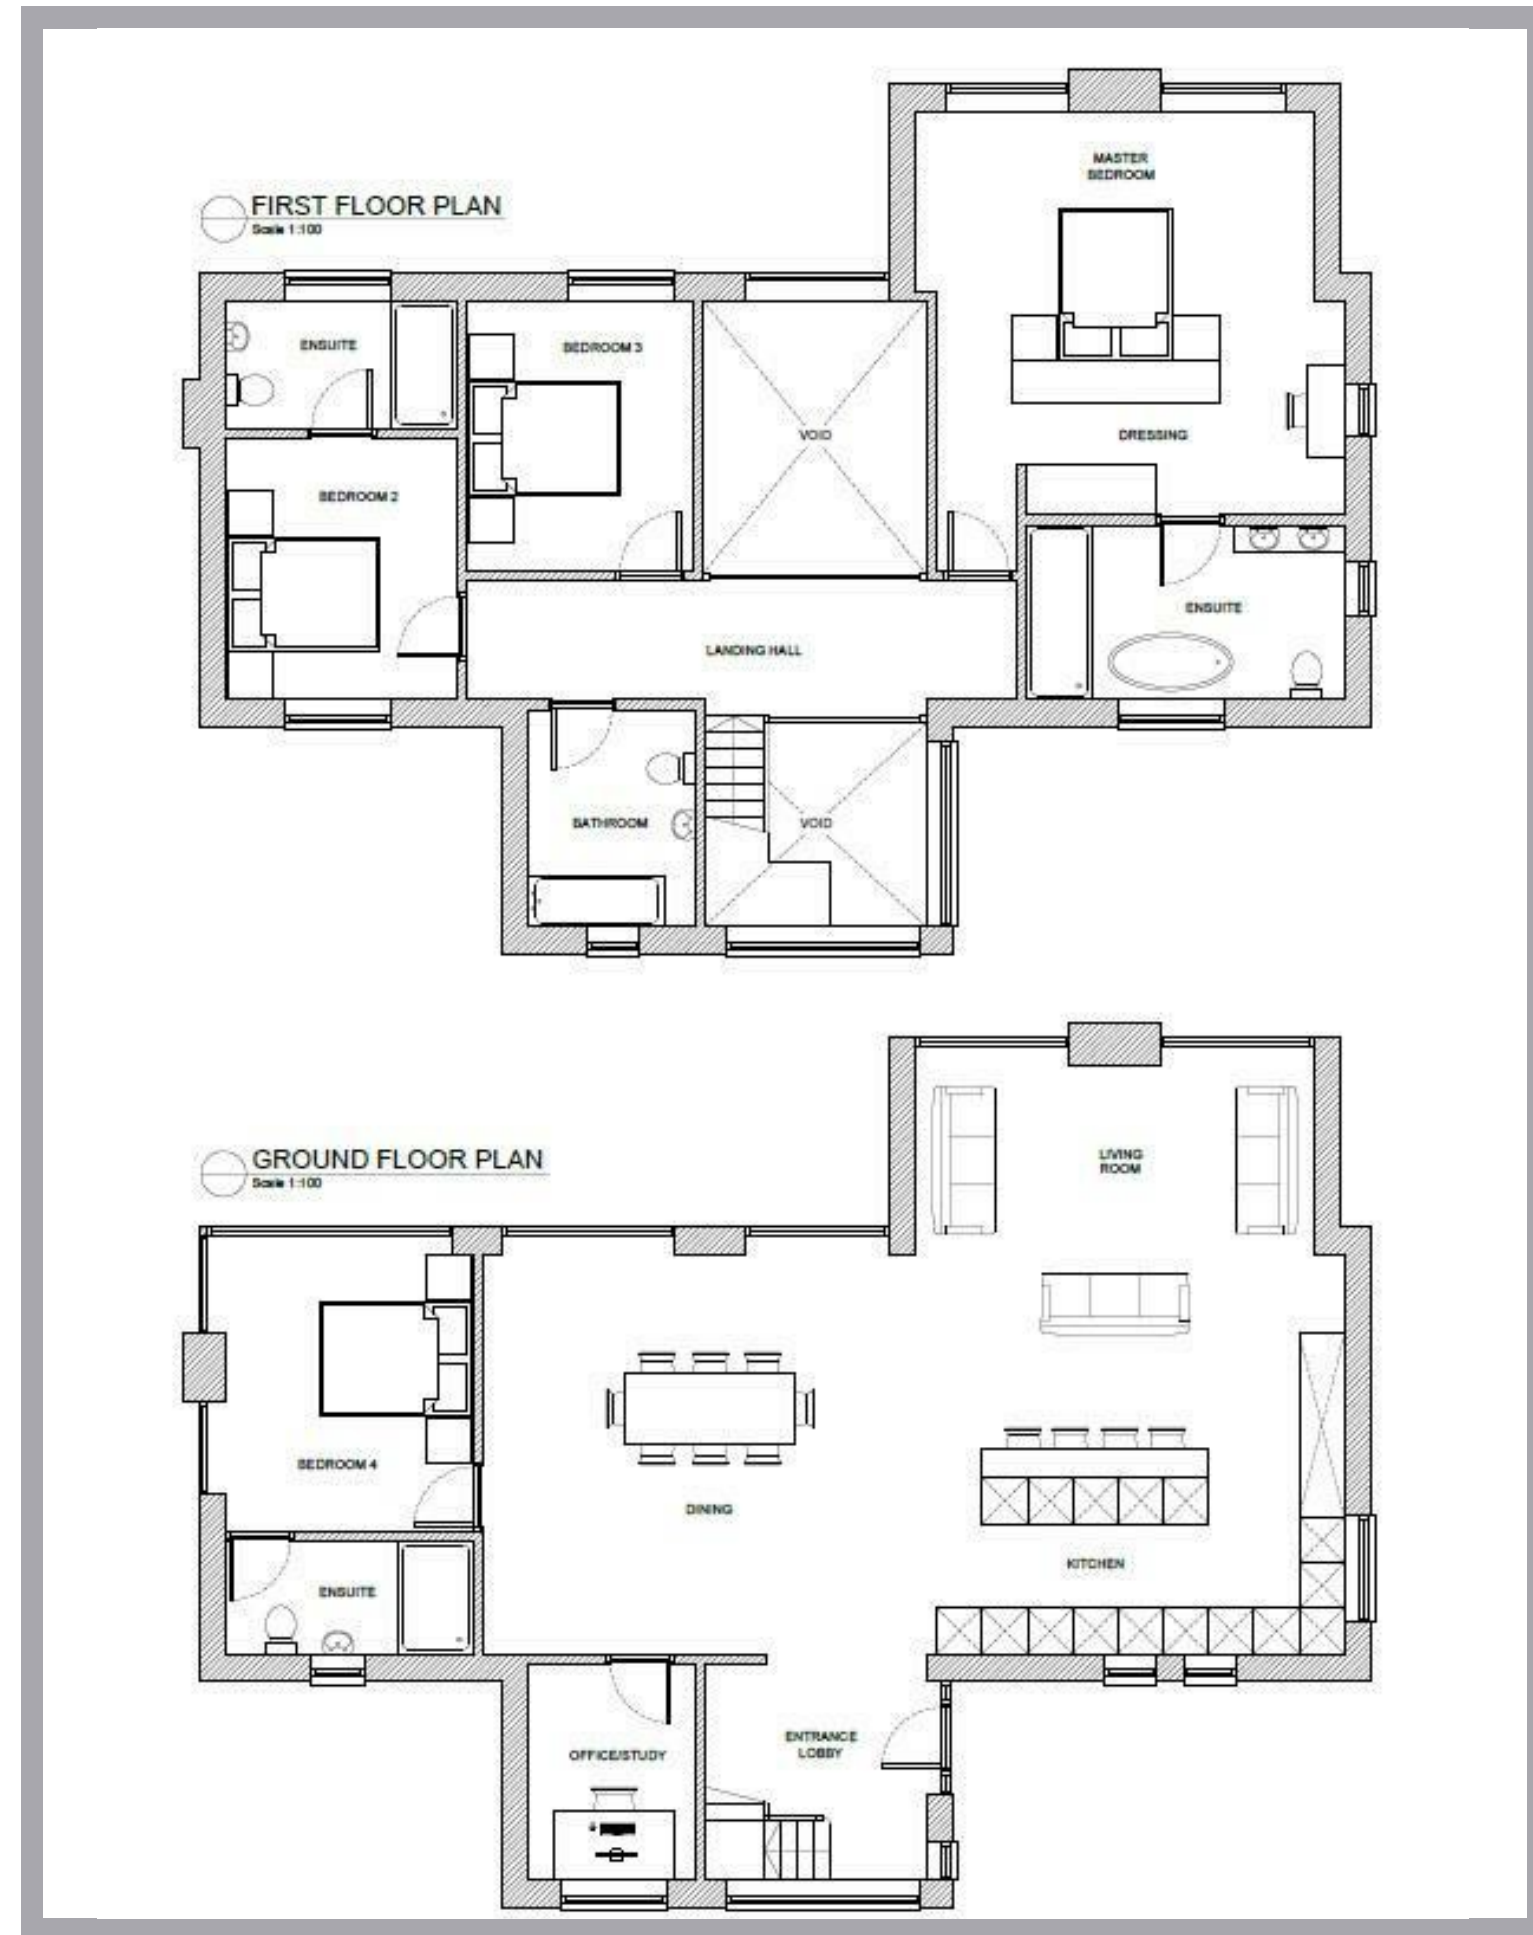 FIRST FLOOR PLAN
Scale 1:100
MASTER
BEDROOM
ENSUITE
BEDROOM 3
VOID
DRESSING
BEDROOM 2
ENSUITE
LANDING HALL
BATHROOM
VOID
GROUND FLOOR PLAN
Scale 1:100
LIVING
ROOM
BEDROOM 4
DINING
KITCHEN
ENSUITE
OFFICE/STUDY
ENTRANCE
LOBBY